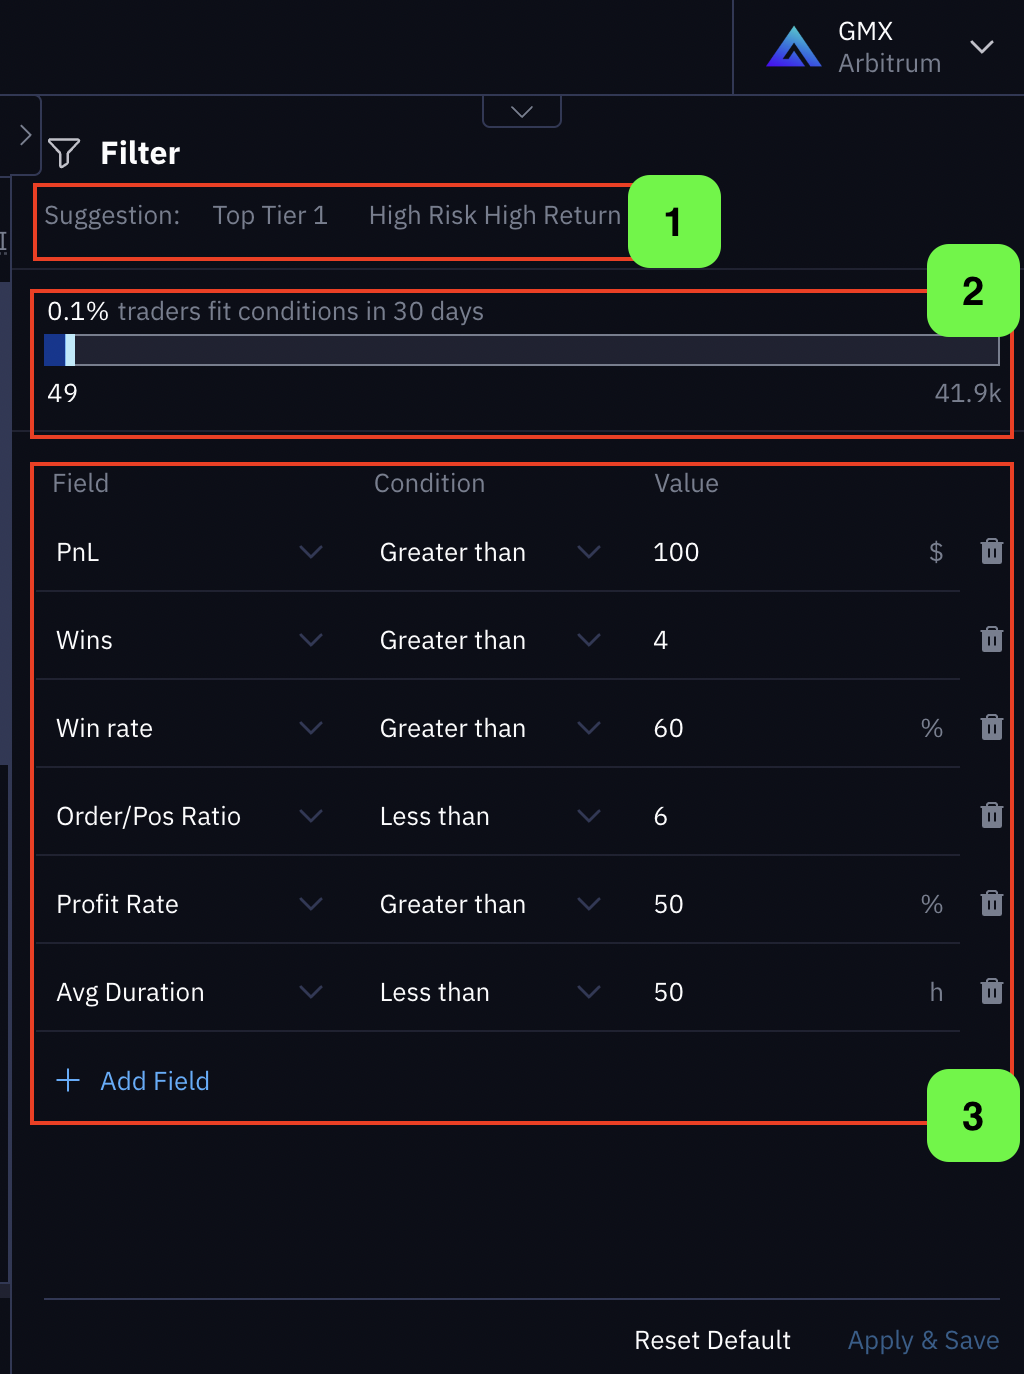 GMX
Arbitrum
Filter
Suggestion: Top Tier 1 High Risk High Return
1
2
0.1% traders fit conditions in 30 days
49 41.9k
Field Condition Value
PnL Greater than 100 $
Wins Greater than 4
Win rate Greater than 60 %
Order/Pos Ratio Less than 6
Profit Rate Greater than 50 %
Avg Duration Less than 50 h
+ Add Field
3
Reset Default Apply & Save